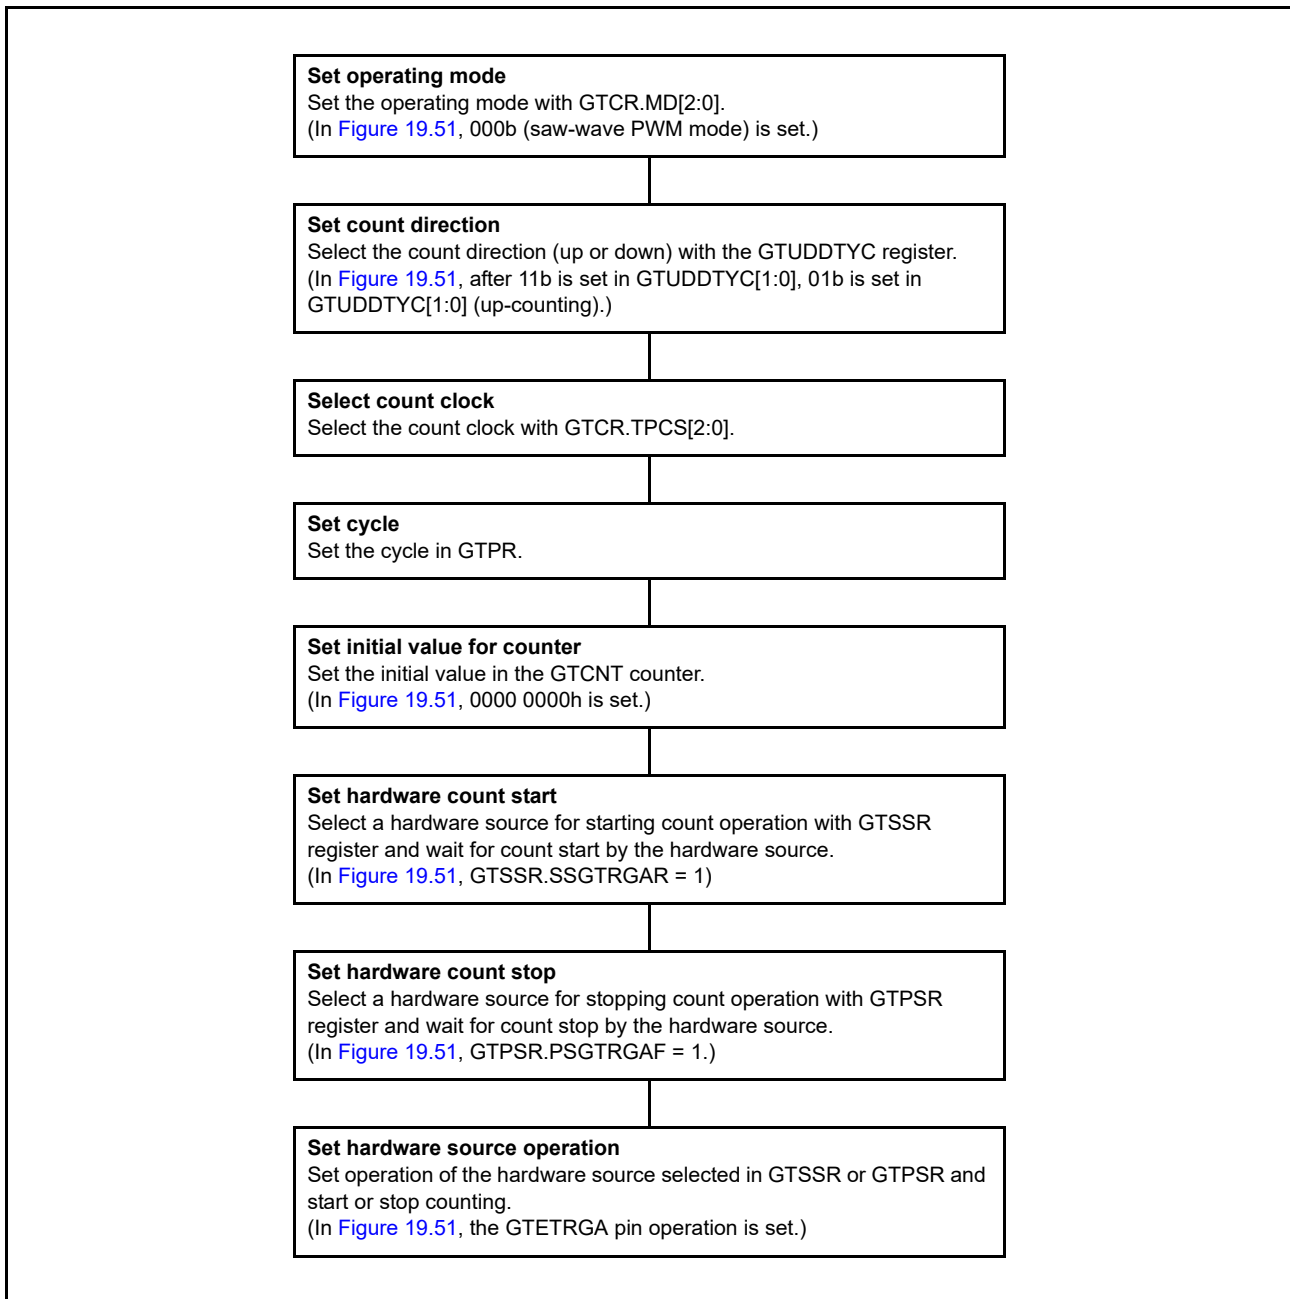 Set operating mode
Set the operating mode with GTCR.MD[2:0].
(In Figure 19.51, 000b (saw-wave PWM mode) is set.)
Set count direction
Select the count direction (up or down) with the GTUDDTYC register.
(In Figure 19.51, after 11b is set in GTUDDTYC[1:0], 01b is set in
GTUDDTYC[1:0] (up-counting).)
Select count clock
Select the count clock with GTCR.TPCS[2:0].
Set cycle
Set the cycle in GTPR.
Set initial value for counter
Set the initial value in the GTCNT counter.
(In Figure 19.51, 0000 0000h is set.)
Set hardware count start
Select a hardware source for starting count operation with GTSSR
register and wait for count start by the hardware source.
(In Figure 19.51, GTSSR.SSGTRGAR = 1)
Set hardware count stop
Select a hardware source for stopping count operation with GTPSR
register and wait for count stop by the hardware source.
(In Figure 19.51, GTPSR.PSGTRGAF = 1.)
Set hardware source operation
Set operation of the hardware source selected in GTSSR or GTPSR and
start or stop counting.
(In Figure 19.51, the GTETRGA pin operation is set.)